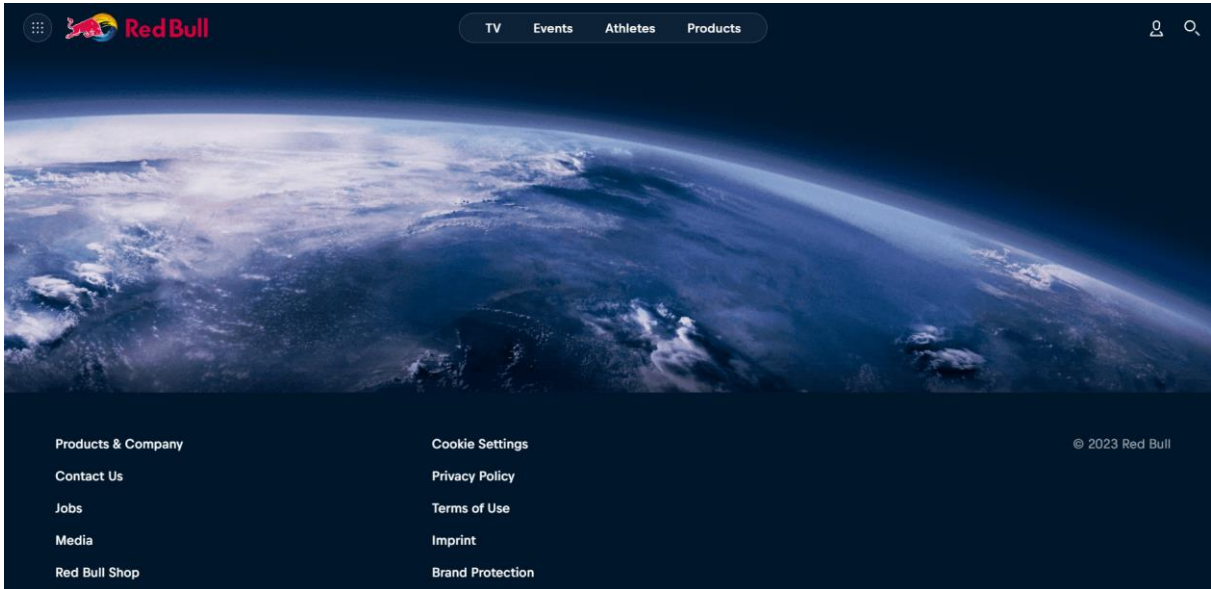 Red Bull TV Events Athletes Products
Products & Company Cookie Settings © 2023 Red Bull
Contact Us Privacy Policy
Jobs Terms of Use
Media Imprint
Red Bull Shop Brand Protection